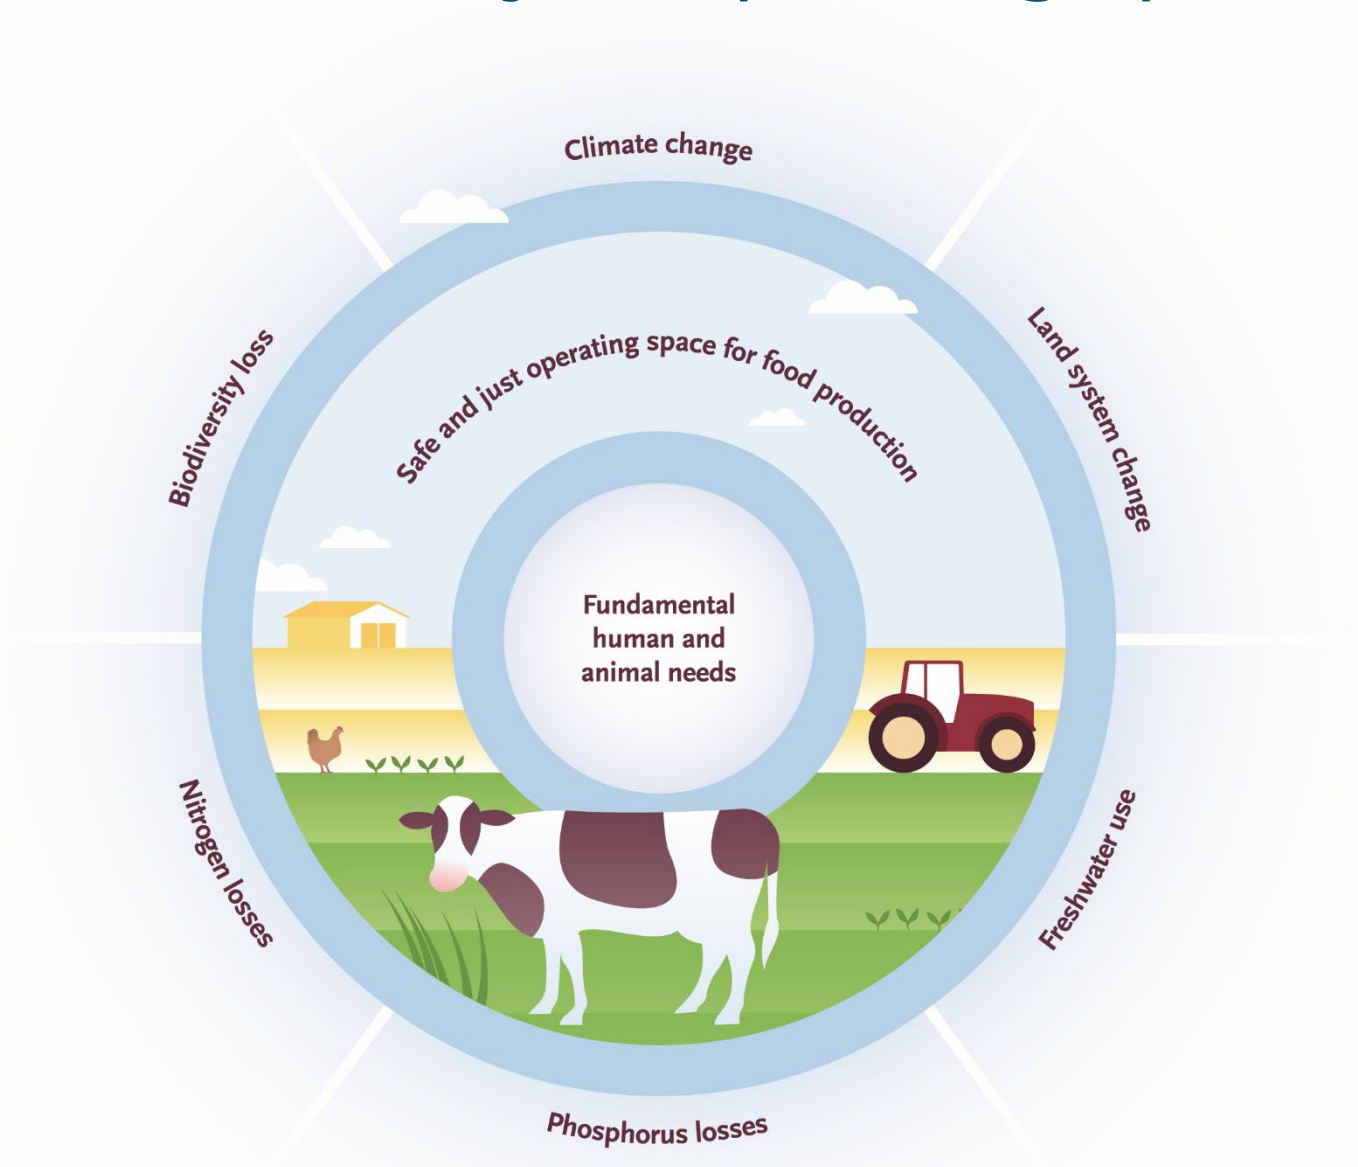 Climate change
Land system change
Freshwater use
Phosphorus losses
Nitrogen losses
Biodiversity loss
Safe and just operating space for food production
Fundamental
human and
animal needs